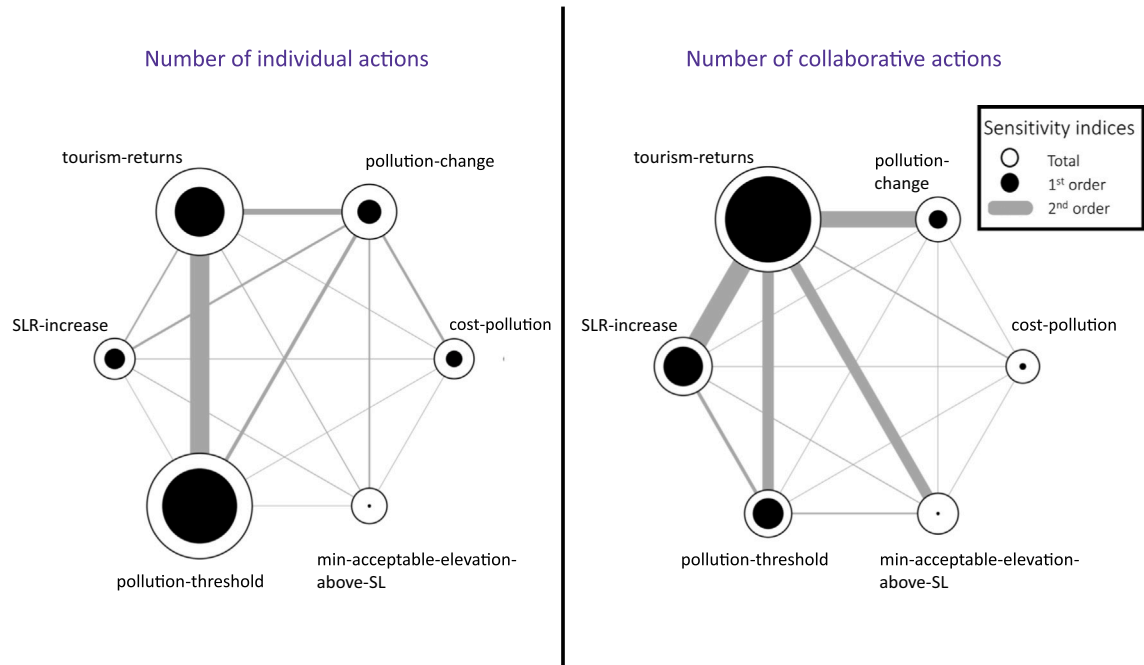 Number of individual actions
tourism-returns
pollution-change
SLR-increase
cost-pollution
pollution-threshold
min-acceptable-elevation-
above-SL
Number of collaborative actions
Sensitivity indices
Total
1st order
2nd order
tourism-returns
pollution-
change
SLR-increase
cost-pollution
pollution-threshold
min-acceptable-elevation-
above-SL